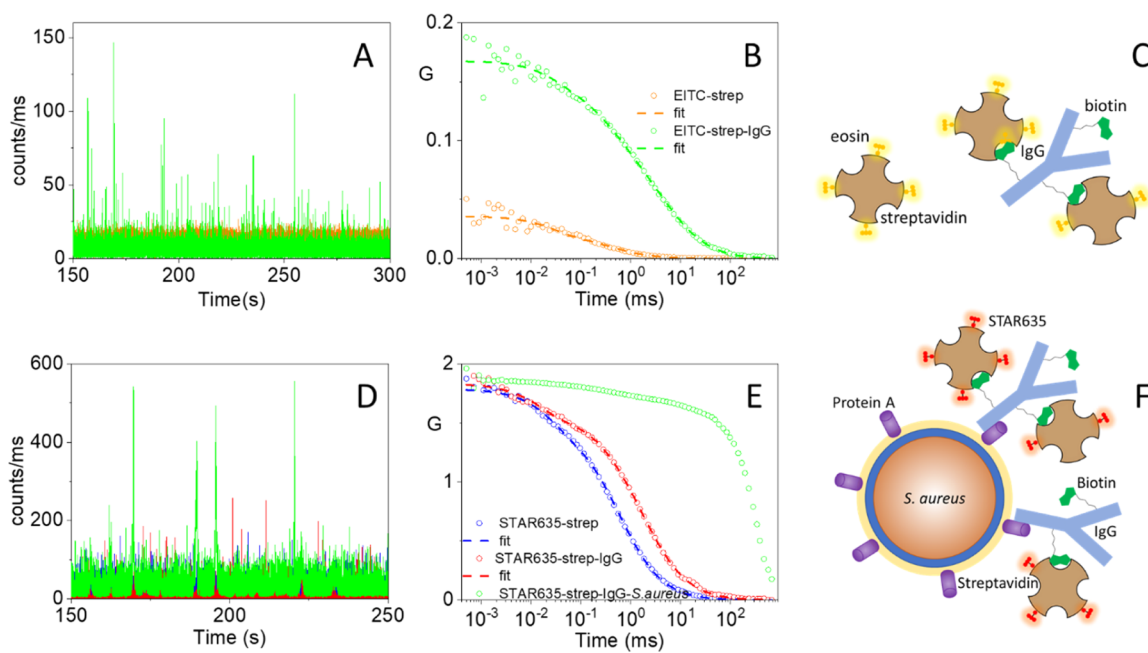 A
counts/ms
150
100
50
0
150 200 250 300
Time(s)
B
G
0.2
0.1
0.0
EITC-strep
fit
EITC-strep-IgG
fit
10-3 10-2 10-1 100 101 102
Time (ms)
C
biotin
eosin
IgG
streptavidin
D
counts/ms
600
400
200
0
150 200 250
Time (s)
E
G
2
1
0
STAR635-strep
fit
STAR635-strep-IgG
fit
STAR635-strep-IgG-S.aureus
10-3 10-2 10-1 100 101 102
Time (ms)
F
STAR635
Protein A
S. aureus
Biotin
IgG
Streptavidin